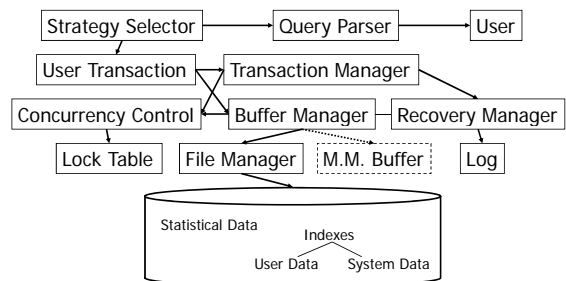 Strategy Selector Query Parser User
User Transaction Transaction Manager
Concurrency Control Buffer Manager Recovery Manager
Lock Table File Manager M.M. Buffer Log
Statistical Data
Indexes
User Data System Data